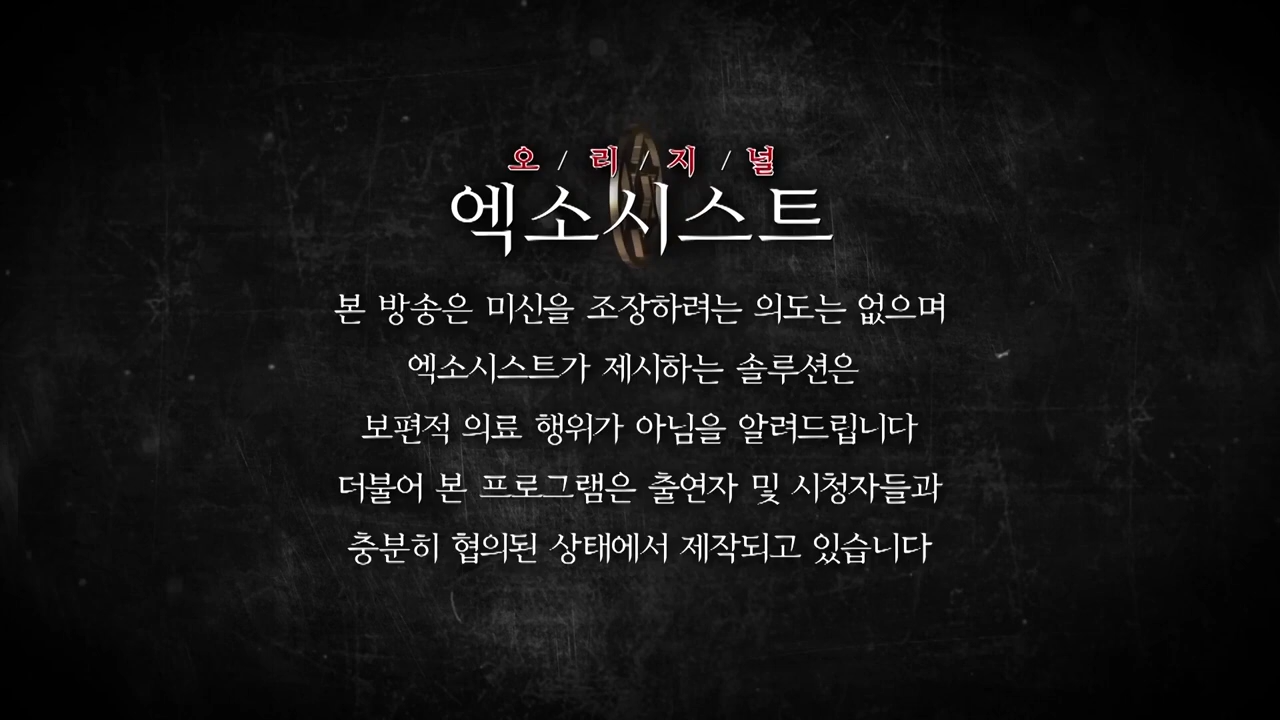 오/리/지/널
엑소시스트
본 방송은 미신을 조장하려는 의도는 없으며
엑소시스트가 제시하는 솔루션은
보편적 의료 행위가 아님을 알려드립니다
더불어 본 프로그램은 출연자 및 시청자들과
충분히 협의된 상태에서 제작되고 있습니다